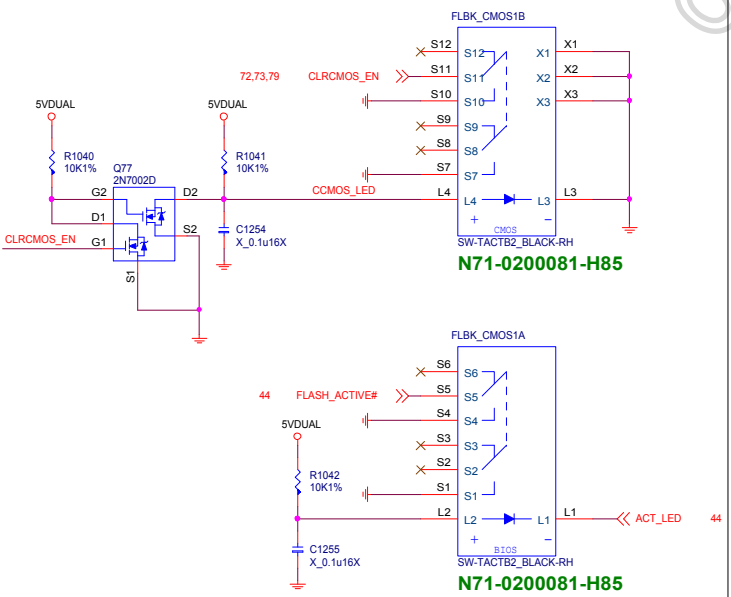 FLBK_CMOS1B
S12 S12 X1 X1
72,73,79 CLRCMOS_EN S11 S11 X2 X2
S10 S10 X3 X3
5VDUAL 5VDUAL
S9 S9
S8 S8
R1040 10K1%
R1041 10K1%
Q77
2N7002D
S7 S7
G2 D2 CCMOS_LED L4 L4 L3 L3
+ −
D1
S2
CMOS
CLRCMOS_EN G1
C1254
X_0.1u16X
SW-TACTB2_BLACK-RH
N71-0200081-H85
S1
FLBK_CMOS1A
S6 S6
44 FLASH_ACTIVE# S5 S5
S4 S4
5VDUAL
S3 S3
S2 S2
R1042
10K1%
S1 S1
L2 L2 L1 L1 ACT_LED 44
+ −
BIOS
C1255
X_0.1u16X
SW-TACTB2_BLACK-RH
N71-0200081-H85